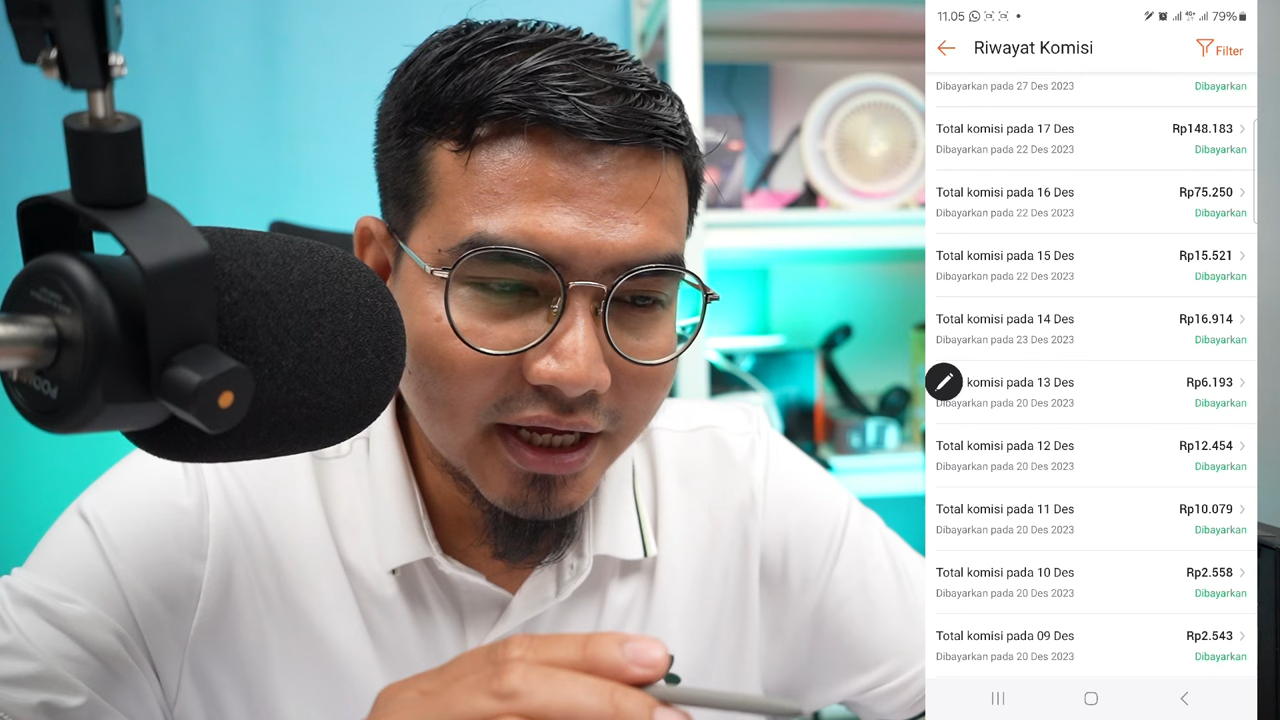 11.05
4G+
79%
Riwayat Komisi
Filter
Dibayarkan pada 27 Des 2023 Dibayarkan
Total komisi pada 17 Des Rp148.183
Dibayarkan pada 22 Des 2023 Dibayarkan
Total komisi pada 16 Des Rp75.250
Dibayarkan pada 22 Des 2023 Dibayarkan
Total komisi pada 15 Des Rp15.521
Dibayarkan pada 22 Des 2023 Dibayarkan
Total komisi pada 14 Des Rp16.914
Dibayarkan pada 23 Des 2023 Dibayarkan
komisi pada 13 Des Rp6.193
Dibayarkan pada 20 Des 2023 Dibayarkan
Total komisi pada 12 Des Rp12.454
Dibayarkan pada 20 Des 2023 Dibayarkan
Total komisi pada 11 Des Rp10.079
Dibayarkan pada 20 Des 2023 Dibayarkan
Total komisi pada 10 Des Rp2.558
Dibayarkan pada 20 Des 2023 Dibayarkan
Total komisi pada 09 Des Rp2.543
Dibayarkan pada 20 Des 2023 Dibayarkan